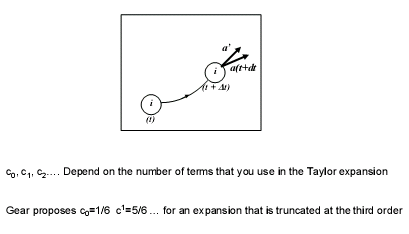 a'
i
a(t+dt
(t + Δt)
i
(t)
c₀, c₁, c₂…. Depend on the number of terms that you use in the Taylor expansion
Gear proposes c₀=1/6 c¹=5/6 … for an expansion that is truncated at the third order